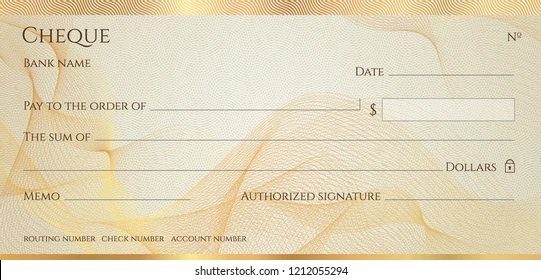 CHEQUE
Nº
BANK NAME
DATE
PAY TO THE ORDER OF
$
THE SUM OF
DOLLARS
MEMO
AUTHORIZED SIGNATURE
ROUTING NUMBER CHECK NUMBER ACCOUNT NUMBER
www.shutterstock.com · 1212055294